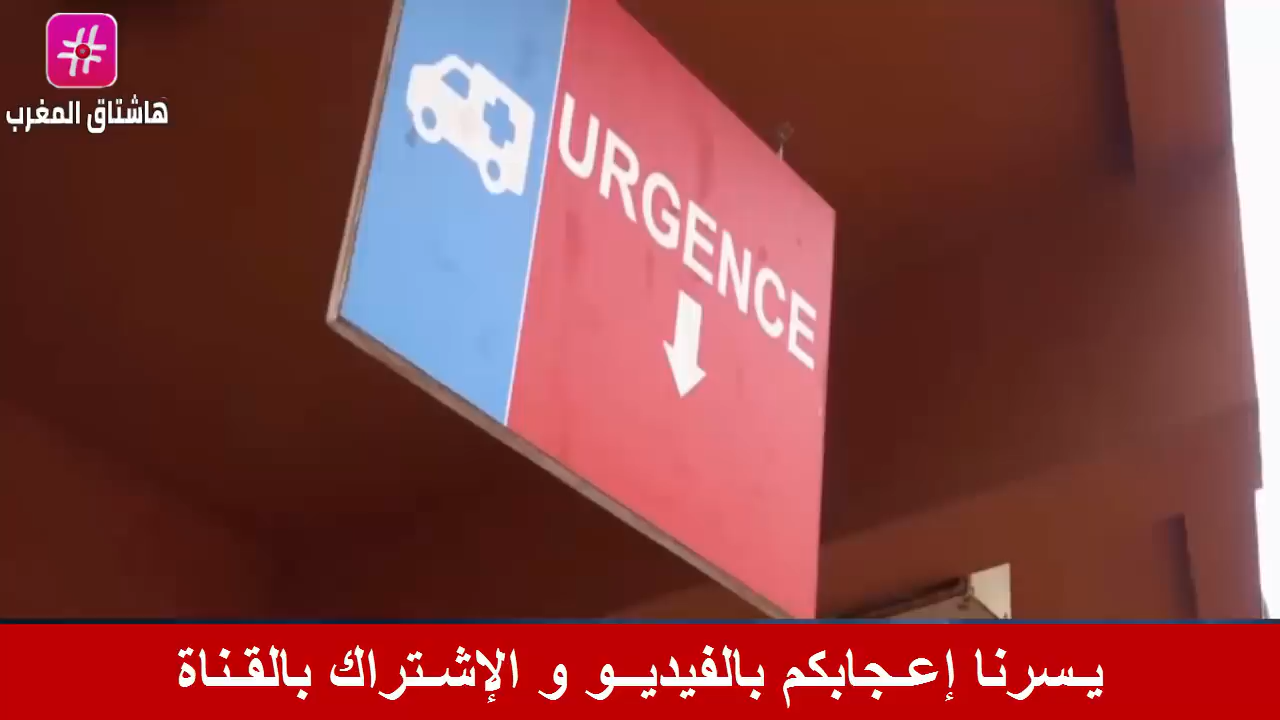 هاشتاق المغرب
URGENCE
يسرنا إعجابكم بالفيديو و الإشتراك بالقناة